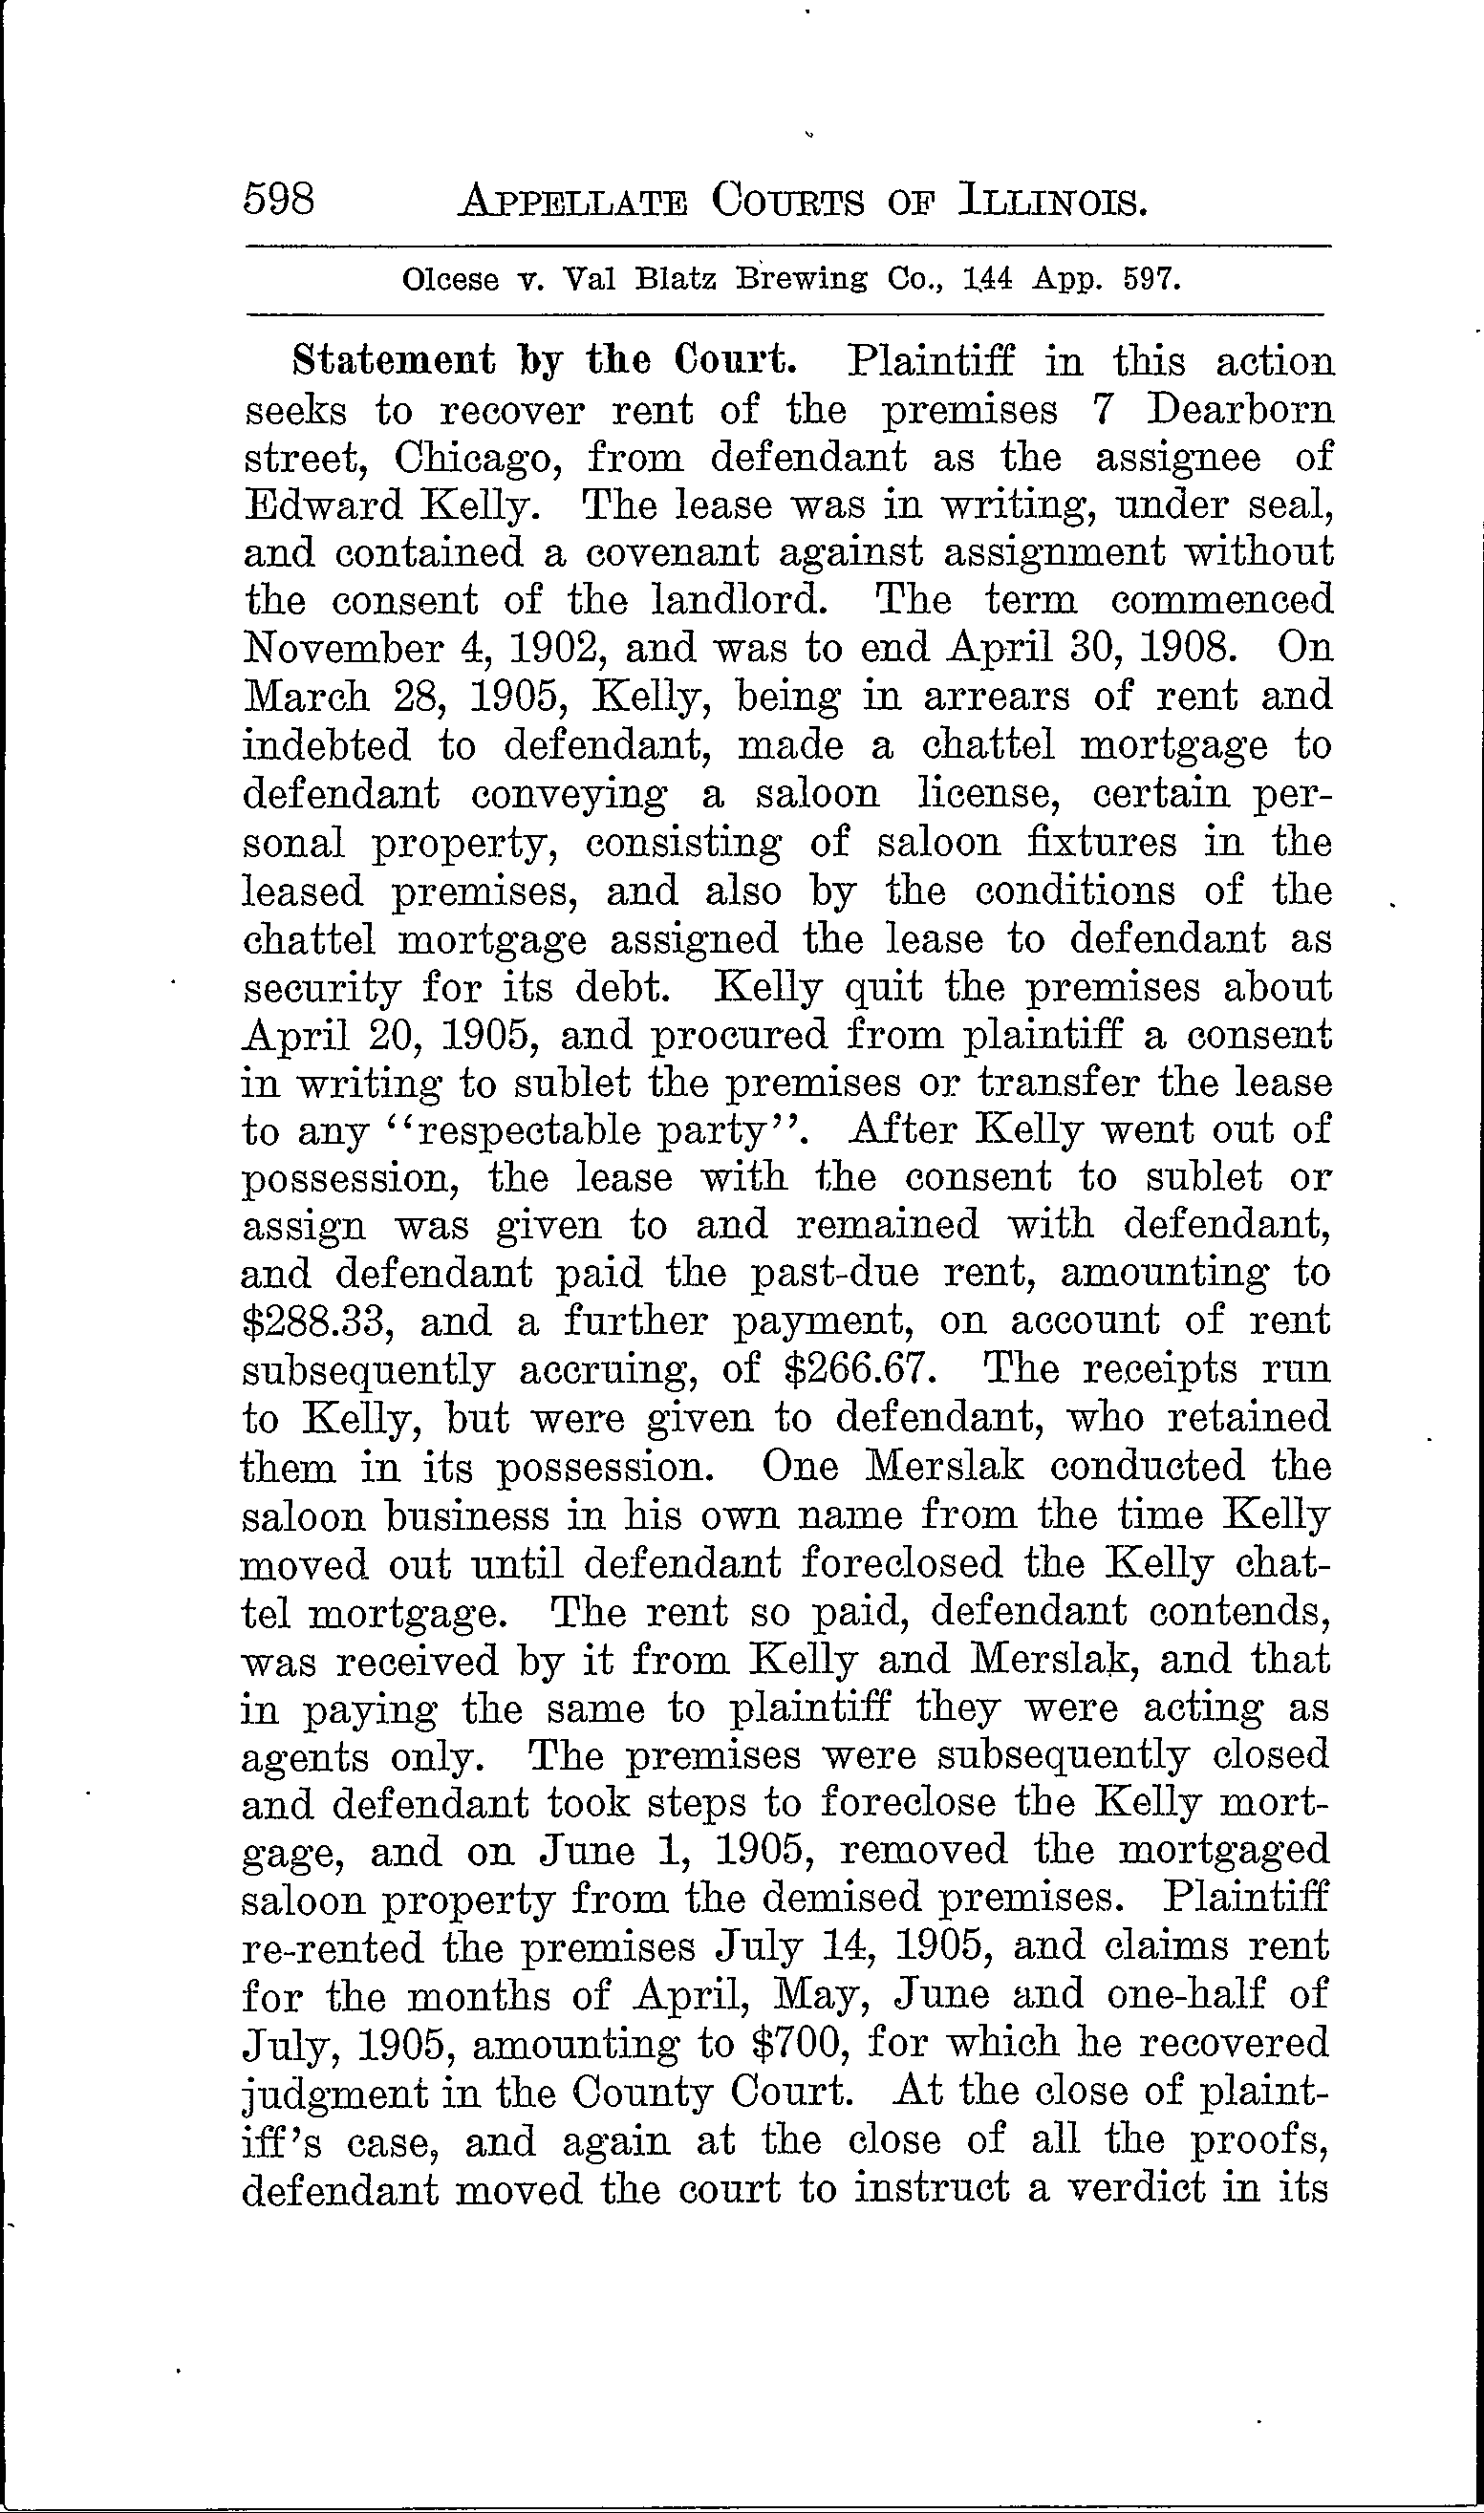 598 APPELLATE COURTS OF ILLINOIS.
Olcese v. Val Blatz Brewing Co., 144 App. 597.
Statement by the Court. Plaintiff in this action
seeks to recover rent of the premises 7 Dearborn
street, Chicago, from defendant as the assignee of
Edward Kelly. The lease was in writing, under seal,
and contained a covenant against assignment without
the consent of the landlord. The term commenced
November 4, 1902, and was to end April 30, 1908. On
March 28, 1905, Kelly, being in arrears of rent and
indebted to defendant, made a chattel mortgage to
defendant conveying a saloon license, certain per-
sonal property, consisting of saloon fixtures in the
leased premises, and also by the conditions of the
chattel mortgage assigned the lease to defendant as
security for its debt. Kelly quit the premises about
April 20, 1905, and procured from plaintiff a consent
in writing to sublet the premises or transfer the lease
to any "respectable party". After Kelly went out of
possession, the lease with the consent to sublet or
assign was given to and remained with defendant,
and defendant paid the past-due rent, amounting to
$288.33, and a further payment, on account of rent
subsequently accruing, of $266.67. The receipts run
to Kelly, but were given to defendant, who retained
them in its possession. One Merslak conducted the
saloon business in his own name from the time Kelly
moved out until defendant foreclosed the Kelly chat-
tel mortgage. The rent so paid, defendant contends,
was received by it from Kelly and Merslak, and that
in paying the same to plaintiff they were acting as
agents only. The premises were subsequently closed
and defendant took steps to foreclose the Kelly mort-
gage, and on June 1, 1905, removed the mortgaged
saloon property from the demised premises. Plaintiff
re-rented the premises July 14, 1905, and claims rent
for the months of April, May, June and one-half of
July, 1905, amounting to $700, for which he recovered
judgment in the County Court. At the close of plaint-
iff's case, and again at the close of all the proofs,
defendant moved the court to instruct a verdict in its